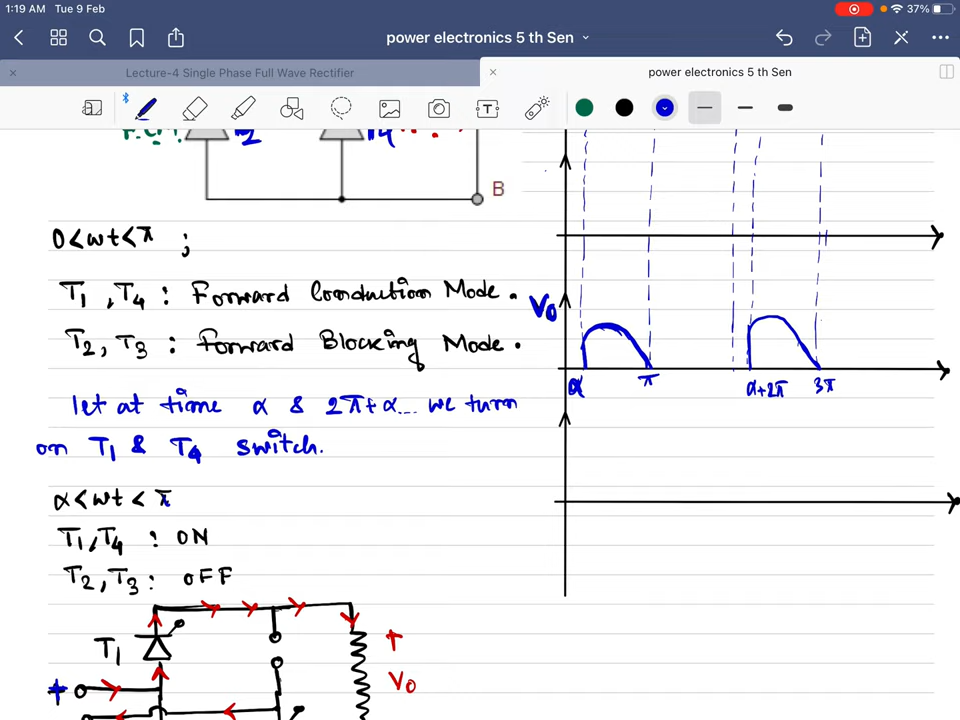 1:19 AM Tue 9 Feb
37%
power electronics 5 th Sen
Lecture-4 Single Phase Full Wave Rectifier
power electronics 5 th Sen
B
0<wt<π ;
T1, T4 : Forward Conduction Mode.
T2, T3 : Forward Blocking Mode.
let at time α & 2π+α... we turn
on T1 & T4 switch.
α<wt<π
T1, T4 : ON
T2, T3 : OFF
T1
+
V0
+
V0
α π α+2π 3π